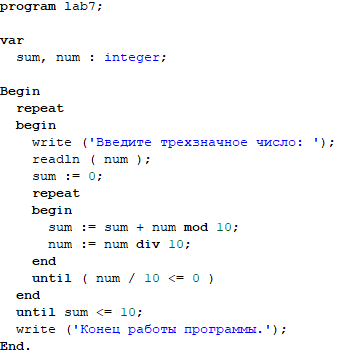 program lab7;
var
sum, num : integer;
Begin
repeat
begin
write ('Введите трехзначное число: ');
readln ( num );
sum := 0;
repeat
begin
sum := sum + num mod 10;
num := num div 10;
end
until ( num / 10 <= 0 )
end
until sum <= 10;
write ('Конец работы программы.');
End.